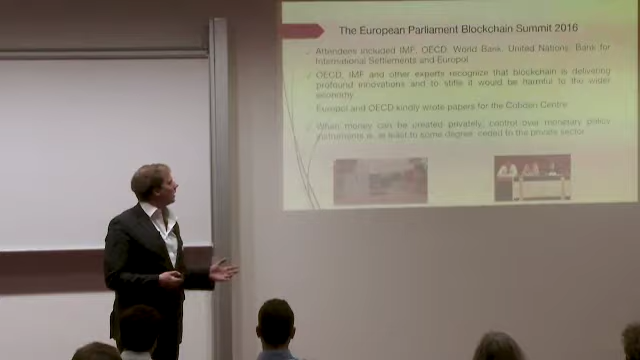 The European Parliament Blockchain Summit 2016
Attendees included IMF, OECD, World Bank, United Nations, Bank for
International Settlements and Europol
OECD, IMF and other experts recognize that blockchain is delivering
profound innovations and to stifle it would be harmful to the wider
economy
Europol and OECD kindly wrote papers for the Cobden Centre
When money can be created privately, control over monetary policy
instruments is, at least to some degree, ceded to the private sector